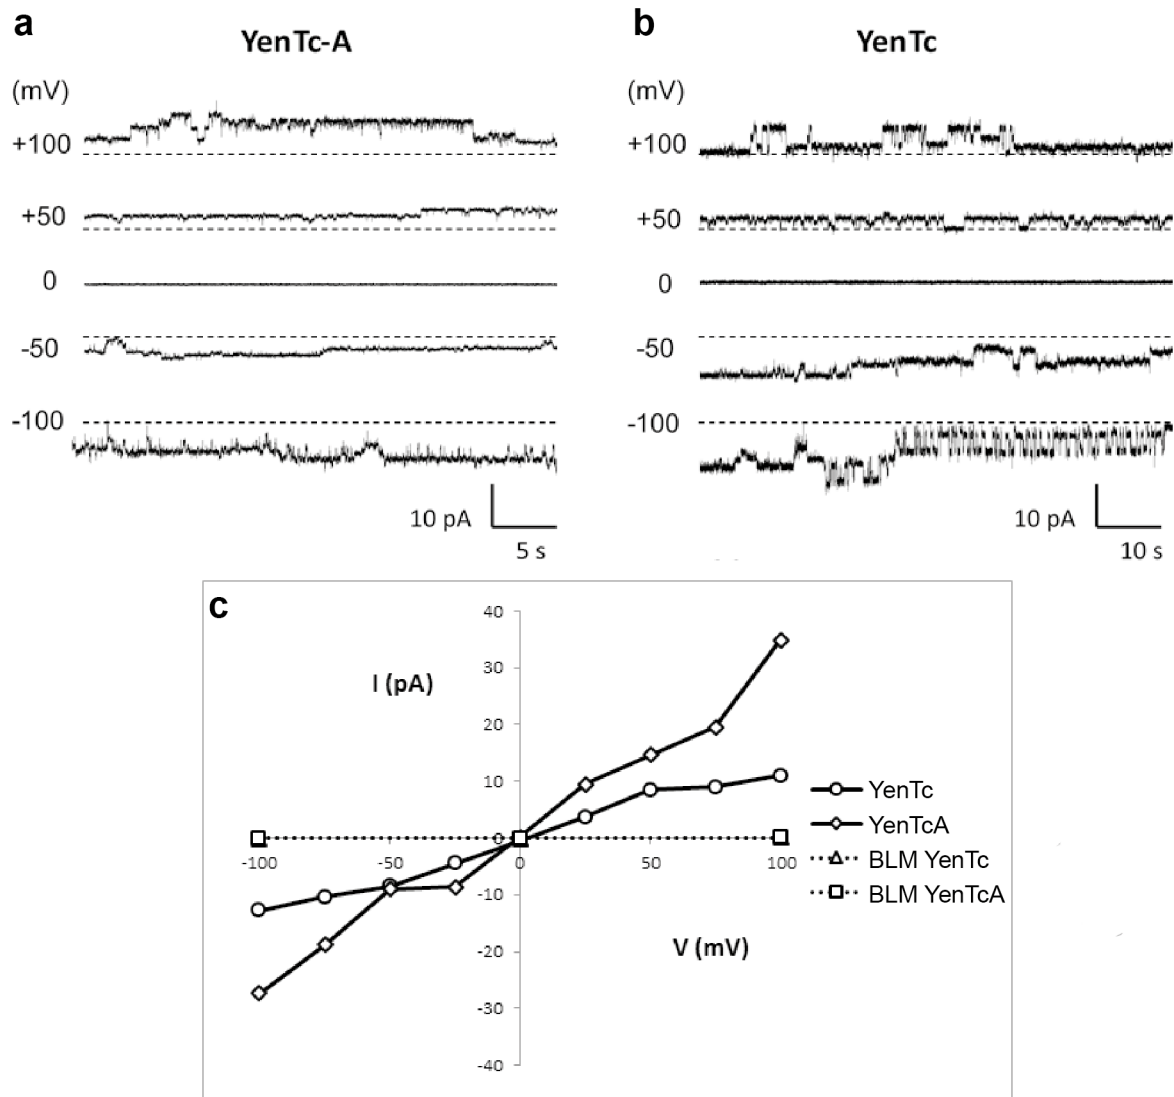 a
YenTc-A
(mV)
+100
+50
0
-50
-100
10 pA
5 s
b
YenTc
(mV)
+100
+50
0
-50
-100
10 pA
10 s
c
40
30
20
10
0
-10
-20
-30
-40
I (pA)
-100 -50 0 50 100
V (mV)
YenTc
YenTcA
BLM YenTc
BLM YenTcA